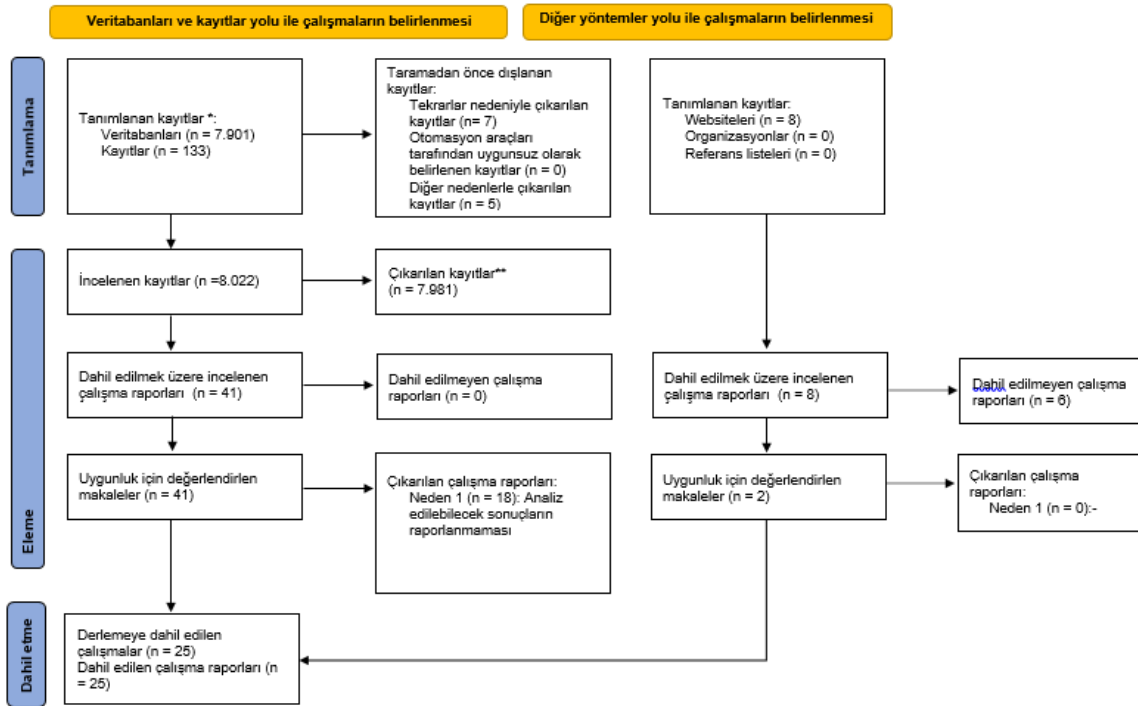 Veritabanları ve kayıtlar yolu ile çalışmaların belirlenmesi
Diğer yöntemler yolu ile çalışmaların belirlenmesi
Tanımlama
Tanımlanan kayıtlar *:
Veritabanları (n = 7.901)
Kayıtlar (n = 133)
Taramadan önce dışlanan
kayıtlar:
Tekrarlar nedeniyle çıkarılan
kayıtlar (n= 7)
Otomasyon araçları
tarafından uygunsuz olarak
belirlenen kayıtlar (n = 0)
Diğer nedenlerle çıkarılan
kayıtlar (n = 5)
Tanımlanan kayıtlar:
Websiteleri (n = 8)
Organizasyonlar (n = 0)
Referans listeleri (n = 0)
Eleme
İncelenen kayıtlar (n =8.022)
Çıkarılan kayıtlar**
(n = 7.981)
Dahil edilmek üzere incelenen
çalışma raporları (n = 41)
Dahil edilmeyen çalışma
raporları (n = 0)
Dahil edilmek üzere incelenen
çalışma raporları (n = 8)
Dahil edilmeyen çalışma
raporları (n = 6)
Uygunluk için değerlendirlen
makaleler (n = 41)
Çıkarılan çalışma raporları:
Neden 1 (n = 18): Analiz
edilebilecek sonuçların
raporlanmaması
Uygunluk için değerlendirlen
makaleler (n = 2)
Çıkarılan çalışma
raporları:
Neden 1 (n = 0):-
Dahil etme
Derlemeye dahil edilen
çalışmalar (n = 25)
Dahil edilen çalışma raporları (n
= 25)